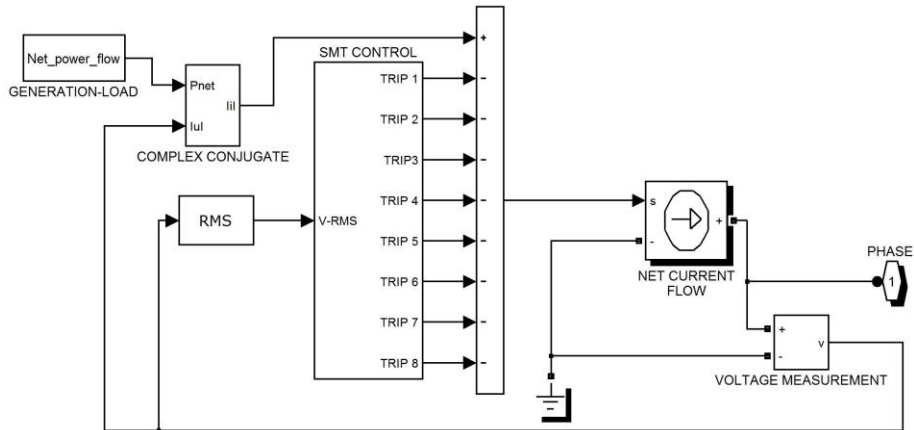 Net_power_flow
GENERATION-LOAD
Pnet
|u|
|i|
COMPLEX CONJUGATE
RMS
SMT CONTROL
V-RMS
TRIP 1
TRIP 2
TRIP3
TRIP 4
TRIP 5
TRIP 6
TRIP 7
TRIP 8
+
-
-
-
-
-
-
-
-
s
-
+
NET CURRENT
FLOW
PHASE
1
+
-
v
VOLTAGE MEASUREMENT